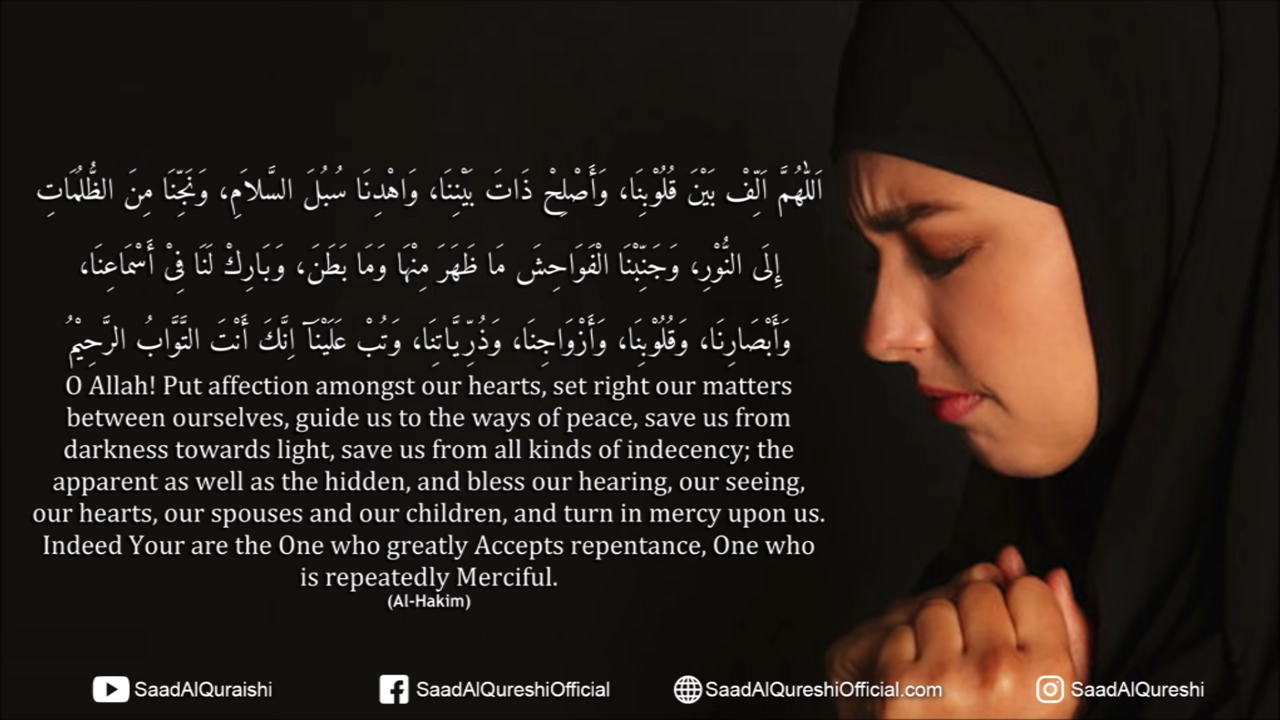 اَللّٰهُمَّ اَلِّفْ بَيْنَ قُلُوْبِنَا، وَأَصْلِحْ ذَاتَ بَيْنِنَا، وَاهْدِنَا سُبُلَ السَّلاَمِ، وَنَجِّنَا مِنَ الظُّلُمَاتِ
إِلَى النُّوْرِ، وَجَنِّبْنَا الْفَوَاحِشَ مَا ظَهَرَ مِنْهَا وَمَا بَطَنَ، وَبَارِكْ لَنَا فِىْ أَسْمَاعِنَا،
وَأَبْصَارِنَا، وَقُلُوْبِنَا، وَأَزْوَاجِنَا، وَذُرِّيَّاتِنَا، وَتُبْ عَلَيْنَآ اِنَّكَ أَنْتَ التَّوَّابُ الرَّحِيْمُ
O Allah! Put affection amongst our hearts, set right our matters
between ourselves, guide us to the ways of peace, save us from
darkness towards light, save us from all kinds of indecency; the
apparent as well as the hidden, and bless our hearing, our seeing,
our hearts, our spouses and our children, and turn in mercy upon us.
Indeed Your are the One who greatly Accepts repentance, One who
is repeatedly Merciful.
(Al-Hakim)
SaadAlQuraishi SaadAlQureshiOfficial SaadAlQureshiOfficial.com SaadAlQureshi